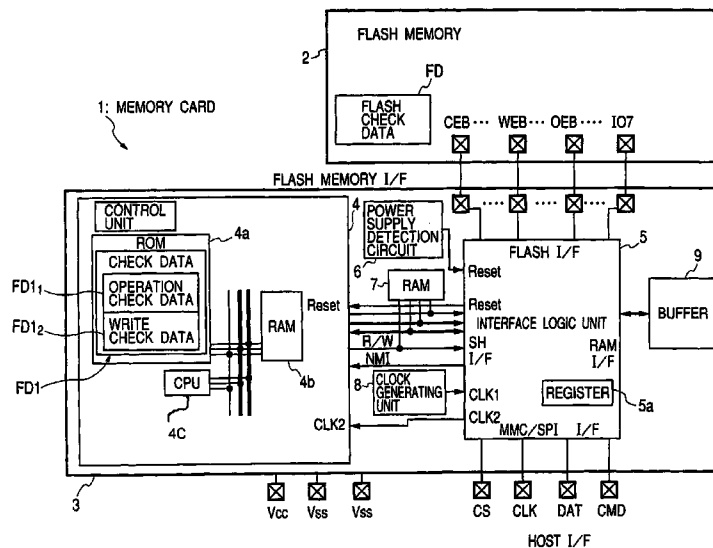 FLASH MEMORY
2
FD
FLASH
CHECK
DATA
CEB ···· WEB ·· OEB ····· IO7
1: MEMORY CARD
FLASH MEMORY I/F
CONTROL
UNIT
4
ROM
4a
CHECK DATA
OPERATION
CHECK DATA
WRITE
CHECK DATA
FD1₁
FD1₂
FD1
CPU
4C
RAM
4b
Reset
CLK2
POWER
SUPPLY
DETECTION
CIRCUIT
6
7
RAM
R/W
NMI
8
CLOCK
GENERATING
UNIT
5
FLASH I/F
Reset
Reset
INTERFACE LOGIC UNIT
SH
I/F
RAM
I/F
CLK1
CLK2
REGISTER
5a
MMC/SPI I/F
9
BUFFER
3
Vcc Vss Vss
CS CLK DAT CMD
HOST I/F